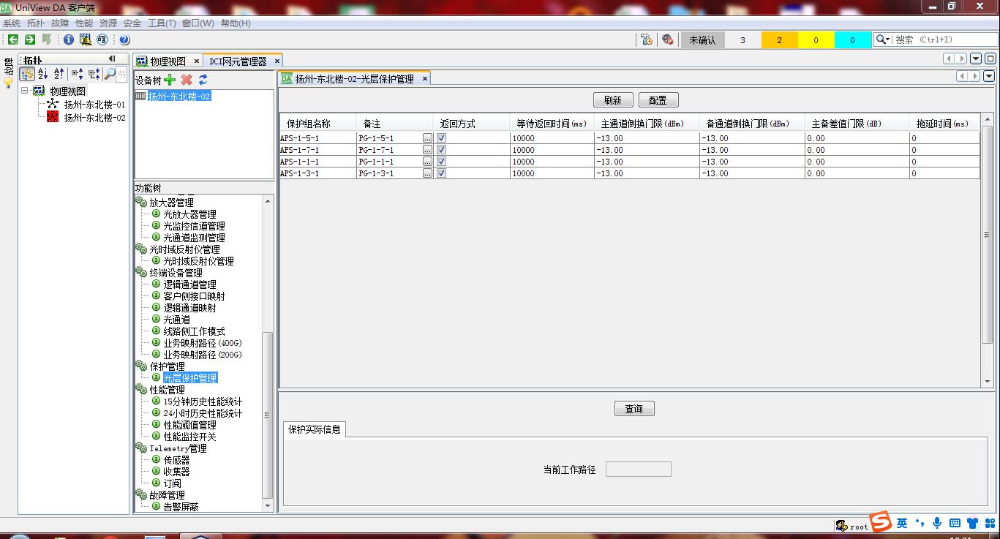 UniView DA 客户端
系统 拓扑 故障 性能 资源 安全 工具(T) 窗口(W) 帮助(H)
未确认 3 2 0 0 搜索 (Ctrl+I)
拓扑
物理视图
扬州-东北楼-01
扬州-东北楼-02
物理视图 DCI网元管理器
设备树
扬州-东北楼-02
功能树
放大器管理
光放大器管理
光监控信道管理
光通道监测管理
光时域反射仪管理
光时域反射仪管理
终端设备管理
逻辑通道管理
客户侧接口映射
逻辑通道映射
光通道
线路侧工作模式
业务映射路径(400G)
业务映射路径(200G)
保护管理
光层保护管理
性能管理
15分钟历史性能统计
24小时历史性能统计
性能阈值管理
性能监控开关
Telemetry管理
传感器
收集器
订阅
故障管理
告警屏蔽
DA 扬州-东北楼-02-光层保护管理
刷新 配置
保护组名称 备注 返回方式 等待返回时间(ms) 主通道倒换门限(dBm) 备通道倒换门限(dBm) 主备差值门限(dB) 拖延时间(ms)
APS-1-5-1 PG-1-5-1 ... 10000 -13.00 -13.00 0.00 0
APS-1-7-1 PG-1-7-1 ... 10000 -13.00 -13.00 0.00 0
APS-1-1-1 PG-1-1-1 ... 10000 -13.00 -13.00 0.00 0
APS-1-3-1 PG-1-3-1 ... 10000 -13.00 -13.00 0.00 0
查询
保护实际信息
当前工作路径
root 英